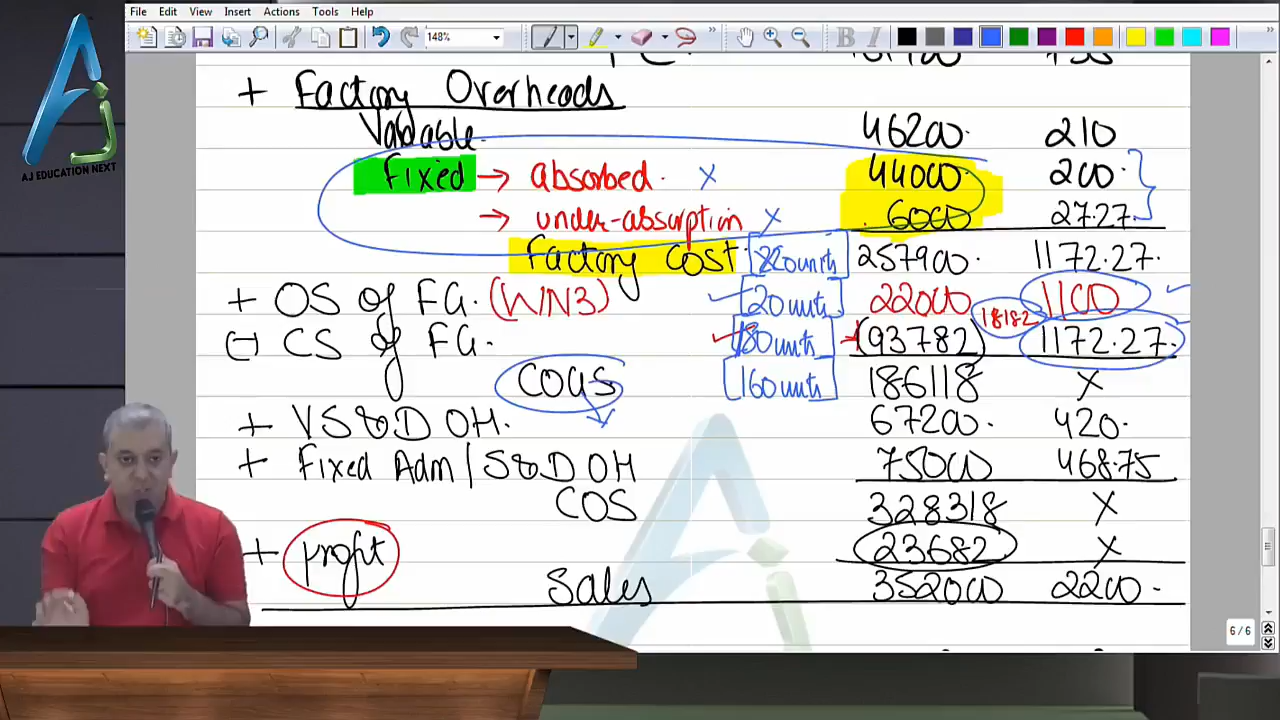 File Edit View Insert Actions Tools Help
148%
AJ EDUCATION NEXT
+ Factory Overheads
Variable 46200 210
Fixed → absorbed. x 44000 200
→ under-absorption x 6000 27.27
Factory Cost 220 units 257900 1172.27
+ OS of FG. (WN3) 20 units 22000 1100
18182
(-) CS of FG. 80 units (93782) 1172.27
COGS 160 units 186118 X
+ VS&D OH. 67200 420
+ Fixed Adm/S&D OH 75000 468.75
COS 328318 X
+ profit 23682 X
Sales 352000 2200
6 / 6